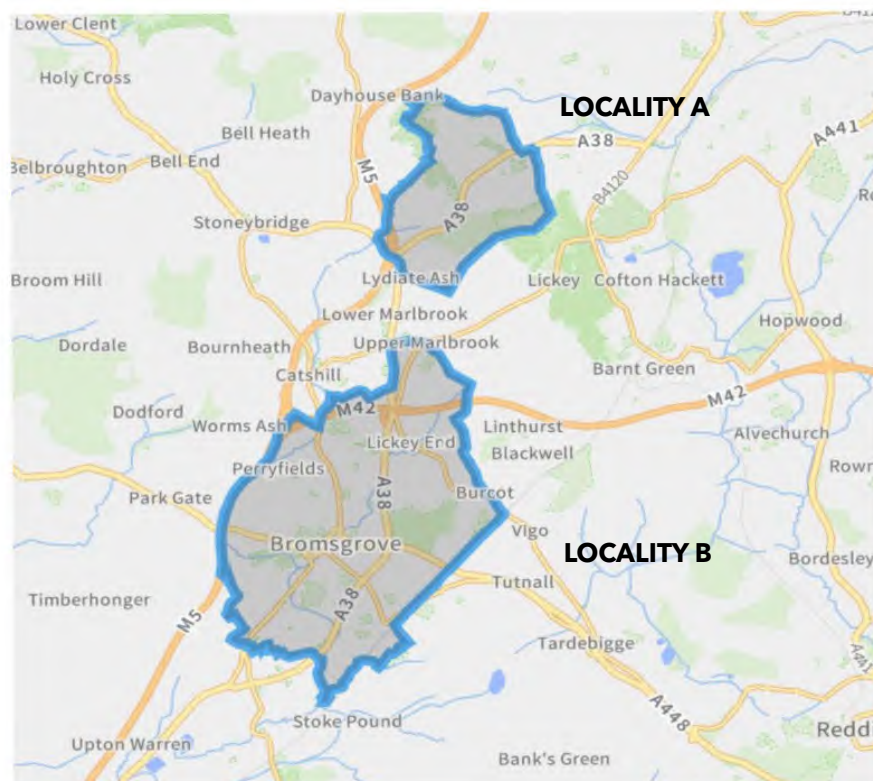 Lower Clent
Holy Cross
Dayhouse Bank
LOCALITY A
Bell Heath
A38
A441
Belbroughton
Bell End
M5
B4120
Stoneybridge
A38
Broom Hill
Lydiate Ash
Lickey
Cofton Hackett
Lower Marlbrook
Hopwood
Dordale
Bournheath
Upper Marlbrook
Catshill
Barnt Green
M42
Dodford
M42
Worms Ash
Linthurst
Alvechurch
Lickey End
Blackwell
Perryfields
Park Gate
A38
Burcot
Vigo
Bromsgrove
LOCALITY B
Bordesley
Tutnall
Timberhonger
A38
M5
Tardebigge
A441
A448
Stoke Pound
Upton Warren
Bank's Green